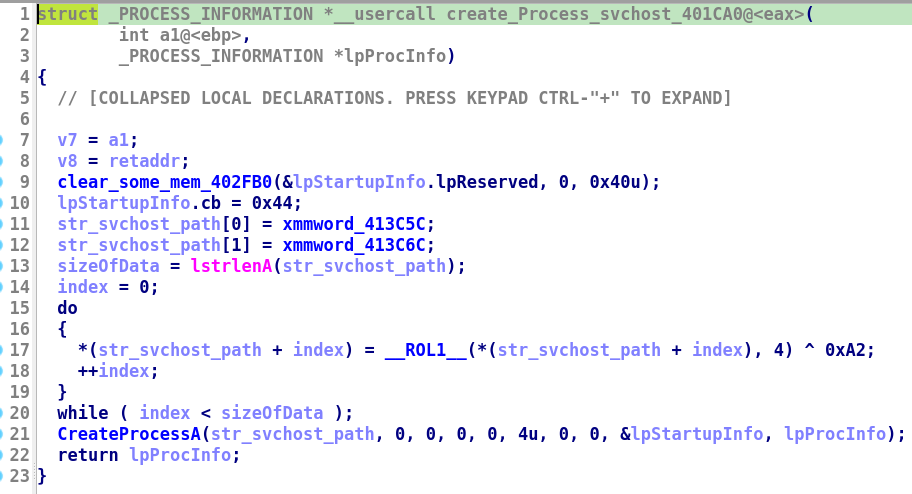 1 struct _PROCESS_INFORMATION *__usercall create_Process_svchost_401CA0@<eax>(
2 int a1@<ebp>,
3 _PROCESS_INFORMATION *lpProcInfo)
4 {
5 // [COLLAPSED LOCAL DECLARATIONS. PRESS KEYPAD CTRL-"+" TO EXPAND]
6
7 v7 = a1;
8 v8 = retaddr;
9 clear_some_mem_402FB0(&lpStartupInfo.lpReserved, 0, 0x40u);
10 lpStartupInfo.cb = 0x44;
11 str_svchost_path[0] = xmmword_413C5C;
12 str_svchost_path[1] = xmmword_413C6C;
13 sizeOfData = lstrlenA(str_svchost_path);
14 index = 0;
15 do
16 {
17 *(str_svchost_path + index) = __ROL1__(*(str_svchost_path + index), 4) ^ 0xA2;
18 ++index;
19 }
20 while ( index < sizeOfData );
21 CreateProcessA(str_svchost_path, 0, 0, 0, 0, 4u, 0, 0, &lpStartupInfo, lpProcInfo);
22 return lpProcInfo;
23 }